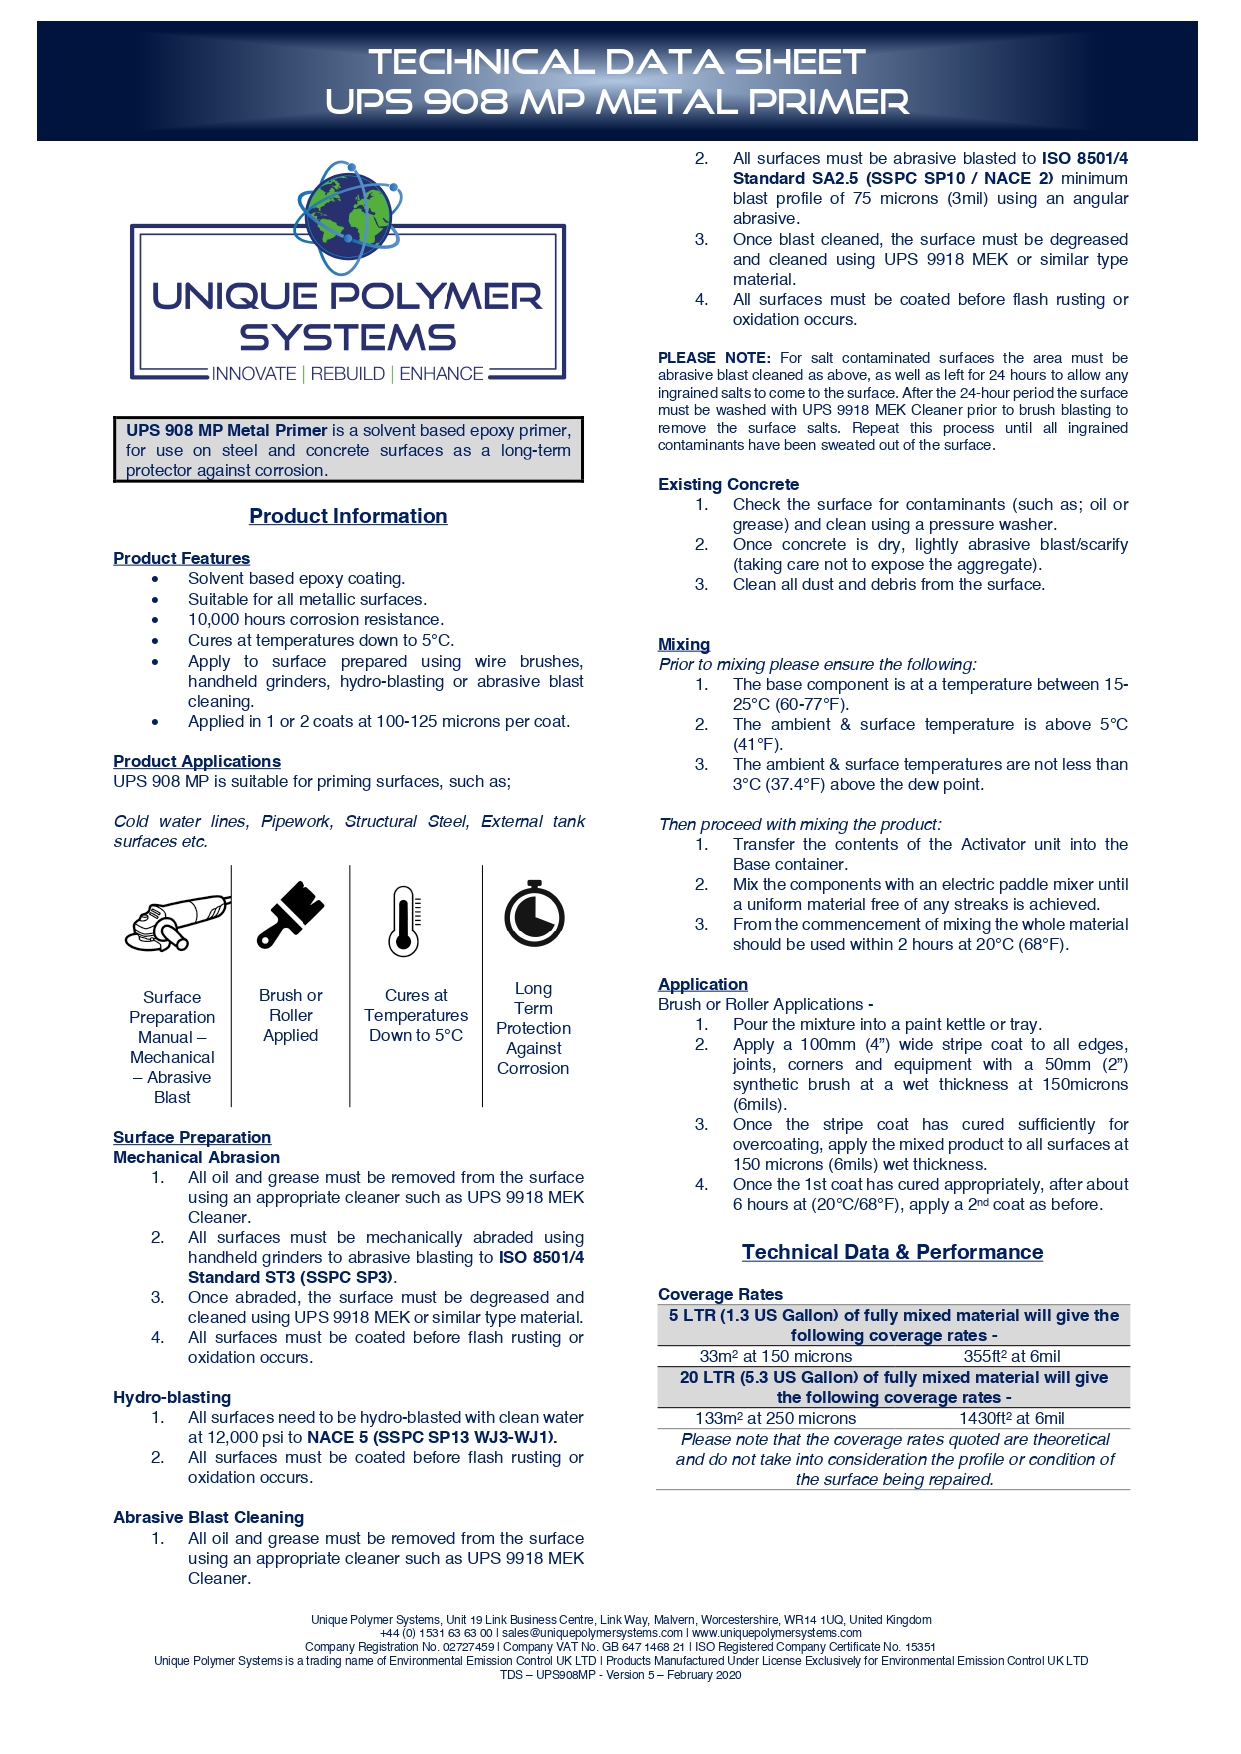 TECHNICAL DATA SHEET
UPS 908 MP METAL PRIMER
UNIQUE POLYMER
SYSTEMS
INNOVATE | REBUILD | ENHANCE
UPS 908 MP Metal Primer is a solvent based epoxy primer,
for use on steel and concrete surfaces as a long-term
protector against corrosion.
Product Information
Product Features
• Solvent based epoxy coating.
• Suitable for all metallic surfaces.
• 10,000 hours corrosion resistance.
• Cures at temperatures down to 5°C.
• Apply to surface prepared using wire brushes,
handheld grinders, hydro-blasting or abrasive blast
cleaning.
• Applied in 1 or 2 coats at 100-125 microns per coat.
Product Applications
UPS 908 MP is suitable for priming surfaces, such as;
Cold water lines, Pipework, Structural Steel, External tank
surfaces etc.
Surface
Preparation
Manual –
Mechanical
– Abrasive
Blast
Brush or
Roller
Applied
Cures at
Temperatures
Down to 5°C
Long
Term
Protection
Against
Corrosion
Surface Preparation
Mechanical Abrasion
1. All oil and grease must be removed from the surface
using an appropriate cleaner such as UPS 9918 MEK
Cleaner.
2. All surfaces must be mechanically abraded using
handheld grinders to abrasive blasting to ISO 8501/4
Standard ST3 (SSPC SP3).
3. Once abraded, the surface must be degreased and
cleaned using UPS 9918 MEK or similar type material.
4. All surfaces must be coated before flash rusting or
oxidation occurs.
Hydro-blasting
1. All surfaces need to be hydro-blasted with clean water
at 12,000 psi to NACE 5 (SSPC SP13 WJ3-WJ1).
2. All surfaces must be coated before flash rusting or
oxidation occurs.
Abrasive Blast Cleaning
1. All oil and grease must be removed from the surface
using an appropriate cleaner such as UPS 9918 MEK
Cleaner.
2. All surfaces must be abrasive blasted to ISO 8501/4
Standard SA2.5 (SSPC SP10 / NACE 2) minimum
blast profile of 75 microns (3mil) using an angular
abrasive.
3. Once blast cleaned, the surface must be degreased
and cleaned using UPS 9918 MEK or similar type
material.
4. All surfaces must be coated before flash rusting or
oxidation occurs.
PLEASE NOTE: For salt contaminated surfaces the area must be
abrasive blast cleaned as above, as well as left for 24 hours to allow any
ingrained salts to come to the surface. After the 24-hour period the surface
must be washed with UPS 9918 MEK Cleaner prior to brush blasting to
remove the surface salts. Repeat this process until all ingrained
contaminants have been sweated out of the surface.
Existing Concrete
1. Check the surface for contaminants (such as; oil or
grease) and clean using a pressure washer.
2. Once concrete is dry, lightly abrasive blast/scarify
(taking care not to expose the aggregate).
3. Clean all dust and debris from the surface.
Mixing
Prior to mixing please ensure the following:
1. The base component is at a temperature between 15-
25°C (60-77°F).
2. The ambient & surface temperature is above 5°C
(41°F).
3. The ambient & surface temperatures are not less than
3°C (37.4°F) above the dew point.
Then proceed with mixing the product:
1. Transfer the contents of the Activator unit into the
Base container.
2. Mix the components with an electric paddle mixer until
a uniform material free of any streaks is achieved.
3. From the commencement of mixing the whole material
should be used within 2 hours at 20°C (68°F).
Application
Brush or Roller Applications -
1. Pour the mixture into a paint kettle or tray.
2. Apply a 100mm (4”) wide stripe coat to all edges,
joints, corners and equipment with a 50mm (2”)
synthetic brush at a wet thickness at 150microns
(6mils).
3. Once the stripe coat has cured sufficiently for
overcoating, apply the mixed product to all surfaces at
150 microns (6mils) wet thickness.
4. Once the 1st coat has cured appropriately, after about
6 hours at (20°C/68°F), apply a 2nd coat as before.
Technical Data & Performance
Coverage Rates
5 LTR (1.3 US Gallon) of fully mixed material will give the
following coverage rates -
33m² at 150 microns 355ft² at 6mil
20 LTR (5.3 US Gallon) of fully mixed material will give
the following coverage rates -
133m² at 250 microns 1430ft² at 6mil
Please note that the coverage rates quoted are theoretical
and do not take into consideration the profile or condition of
the surface being repaired.
Unique Polymer Systems, Unit 19 Link Business Centre, Link Way, Malvern, Worcestershire, WR14 1UQ, United Kingdom
+44 (0) 1531 63 63 00 | sales@uniquepolymersystems.com | www.uniquepolymersystems.com
Company Registration No. 02727459 | Company VAT No. GB 647 1468 21 | ISO Registered Company Certificate No. 15351
Unique Polymer Systems is a trading name of Environmental Emission Control UK LTD | Products Manufactured Under License Exclusively for Environmental Emission Control UK LTD
TDS – UPS908MP - Version 5 – February 2020